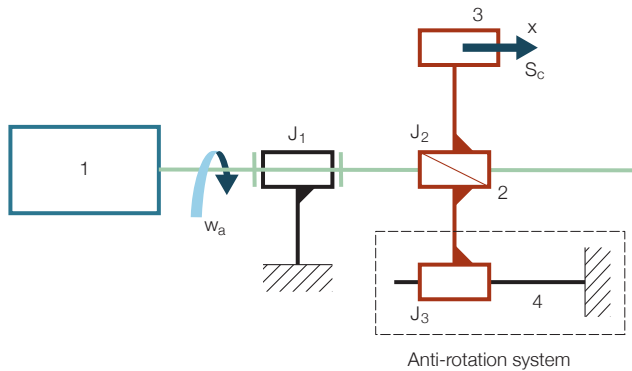 3
x
S_c
J_1
J_2
1
2
w_a
4
J_3
Anti-rotation system